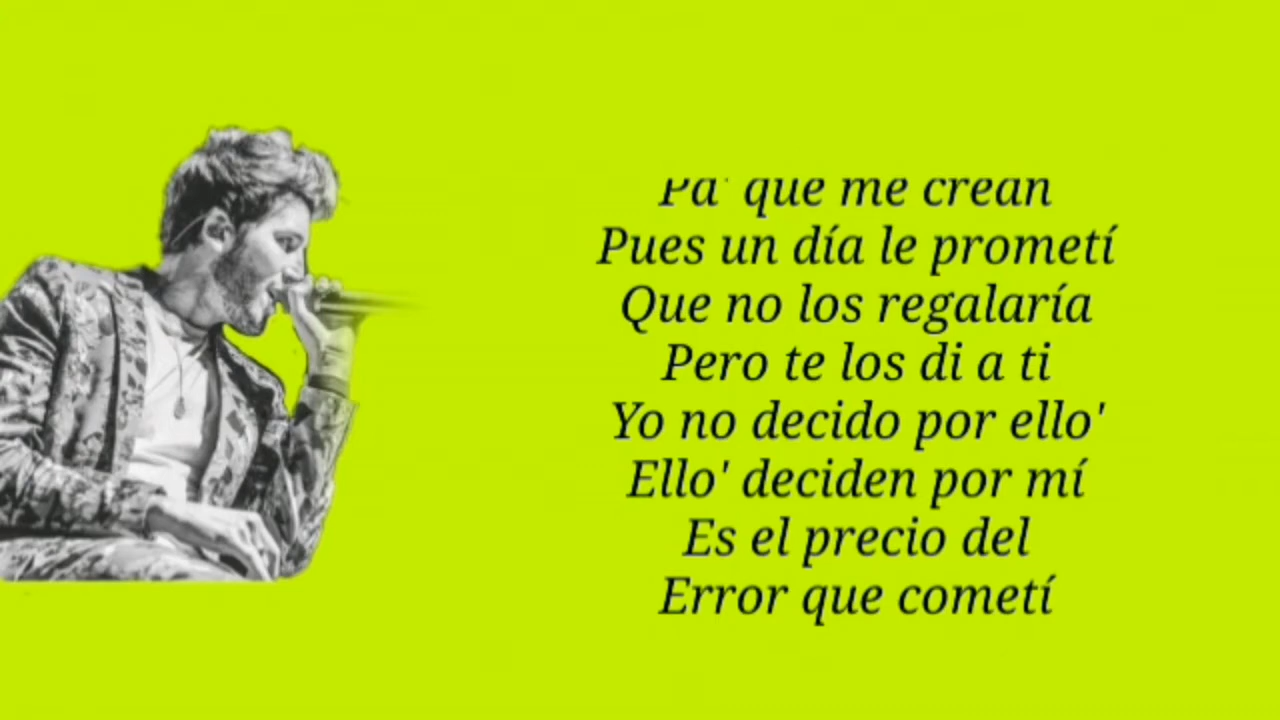 Pa' que me crean
Pues un día le prometí
Que no los regalaría
Pero te los di a ti
Yo no decido por ello'
Ello' deciden por mí
Es el precio del
Error que cometí